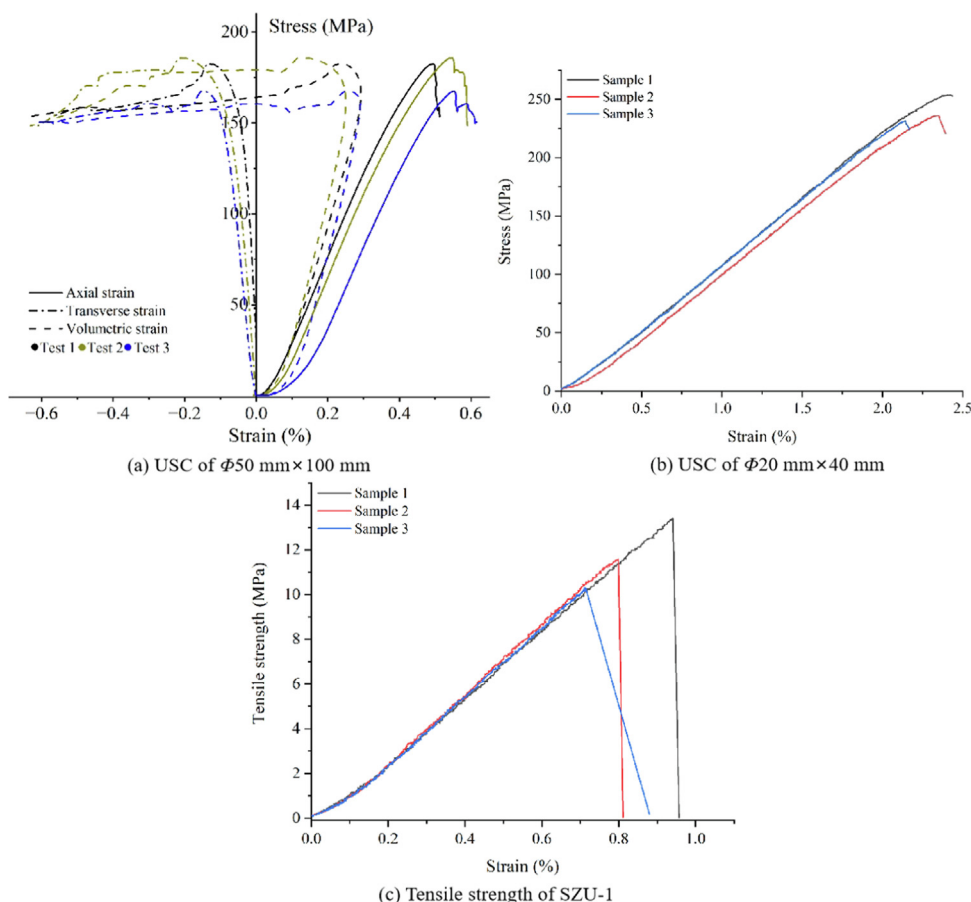 Stress (MPa)
200
150
100
50
Axial strain
Transverse strain
Volumetric strain
Test 1 Test 2 Test 3
−0.6 −0.4 −0.2 0.0 0.2 0.4 0.6
Strain (%)
(a) USC of Φ50 mm×100 mm
Sample 1
Sample 2
Sample 3
Stress (MPa)
250
200
150
100
50
0
0.0 0.5 1.0 1.5 2.0 2.5
Strain (%)
(b) USC of Φ20 mm×40 mm
Sample 1
Sample 2
Sample 3
Tensile strength (MPa)
14
12
10
8
6
4
2
0
0.0 0.2 0.4 0.6 0.8 1.0
Strain (%)
(c) Tensile strength of SZU-1